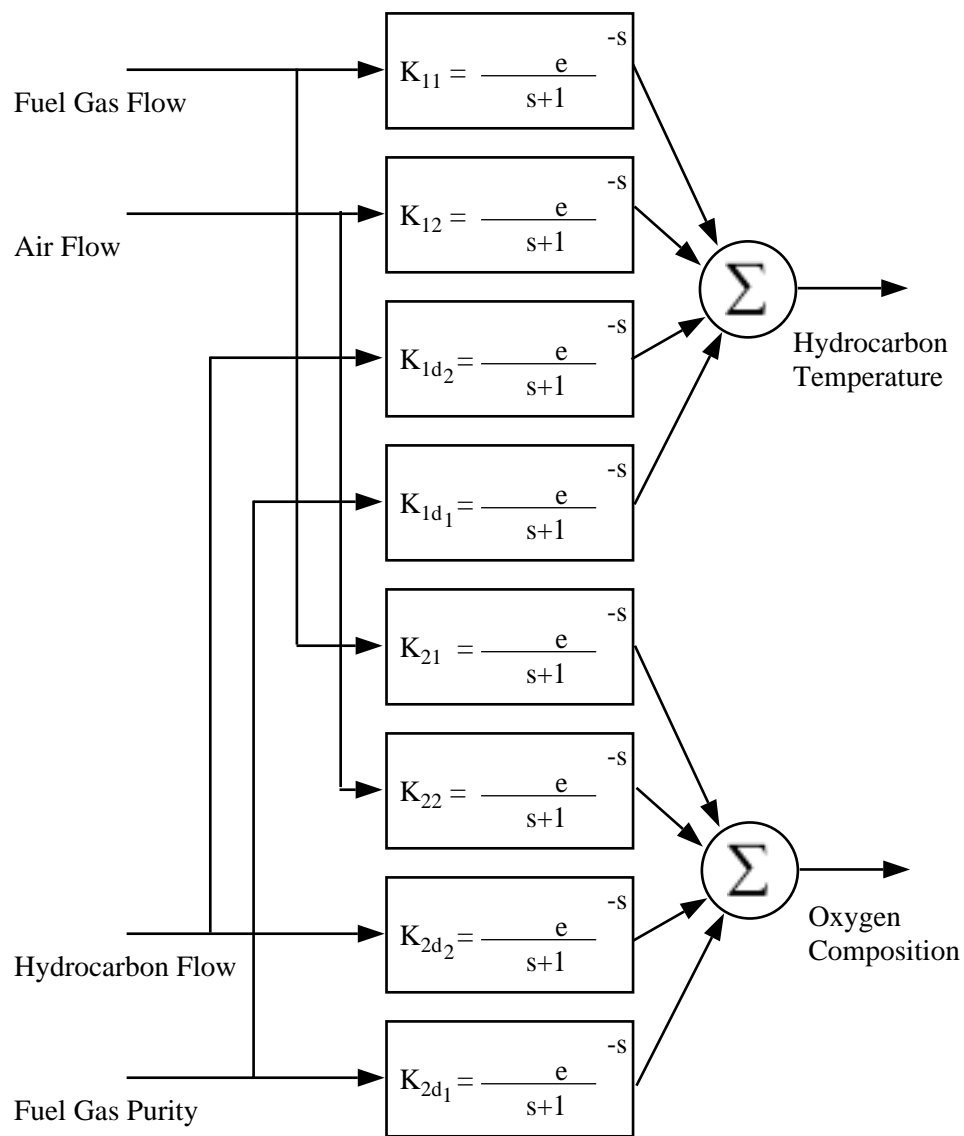 Fuel Gas Flow
K11 = e-s
s+1
Air Flow
K12 = e-s
s+1
K1d2 = e-s
s+1
Σ
Hydrocarbon
Temperature
K1d1 = e-s
s+1
K21 = e-s
s+1
K22 = e-s
s+1
Σ
Oxygen
Composition
Hydrocarbon Flow
K2d2 = e-s
s+1
Fuel Gas Purity
K2d1 = e-s
s+1